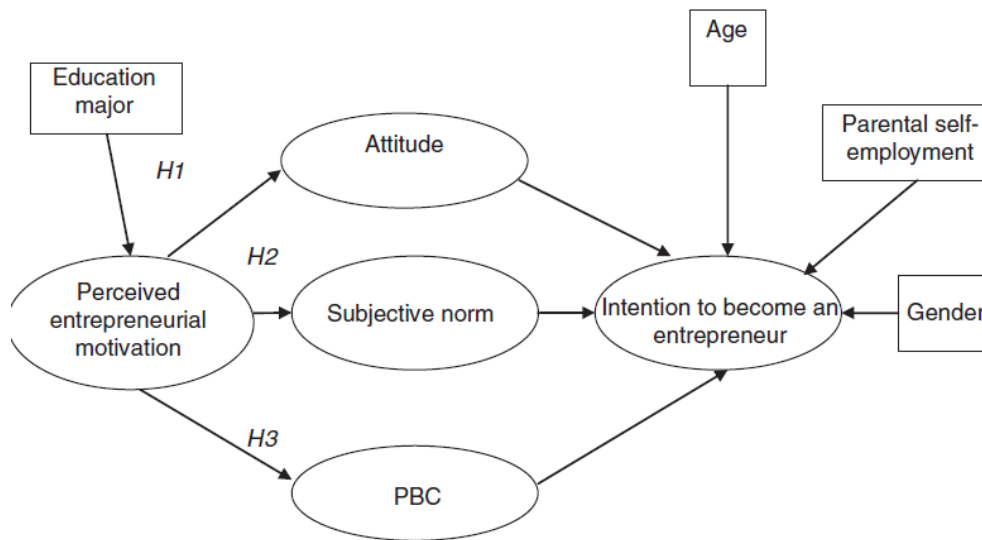 Age
Education
major
Parental self-
employment
Attitude
H1
H2
Perceived
entrepreneurial
motivation
Subjective norm
Intention to become an
entrepreneur
Gender
H3
PBC